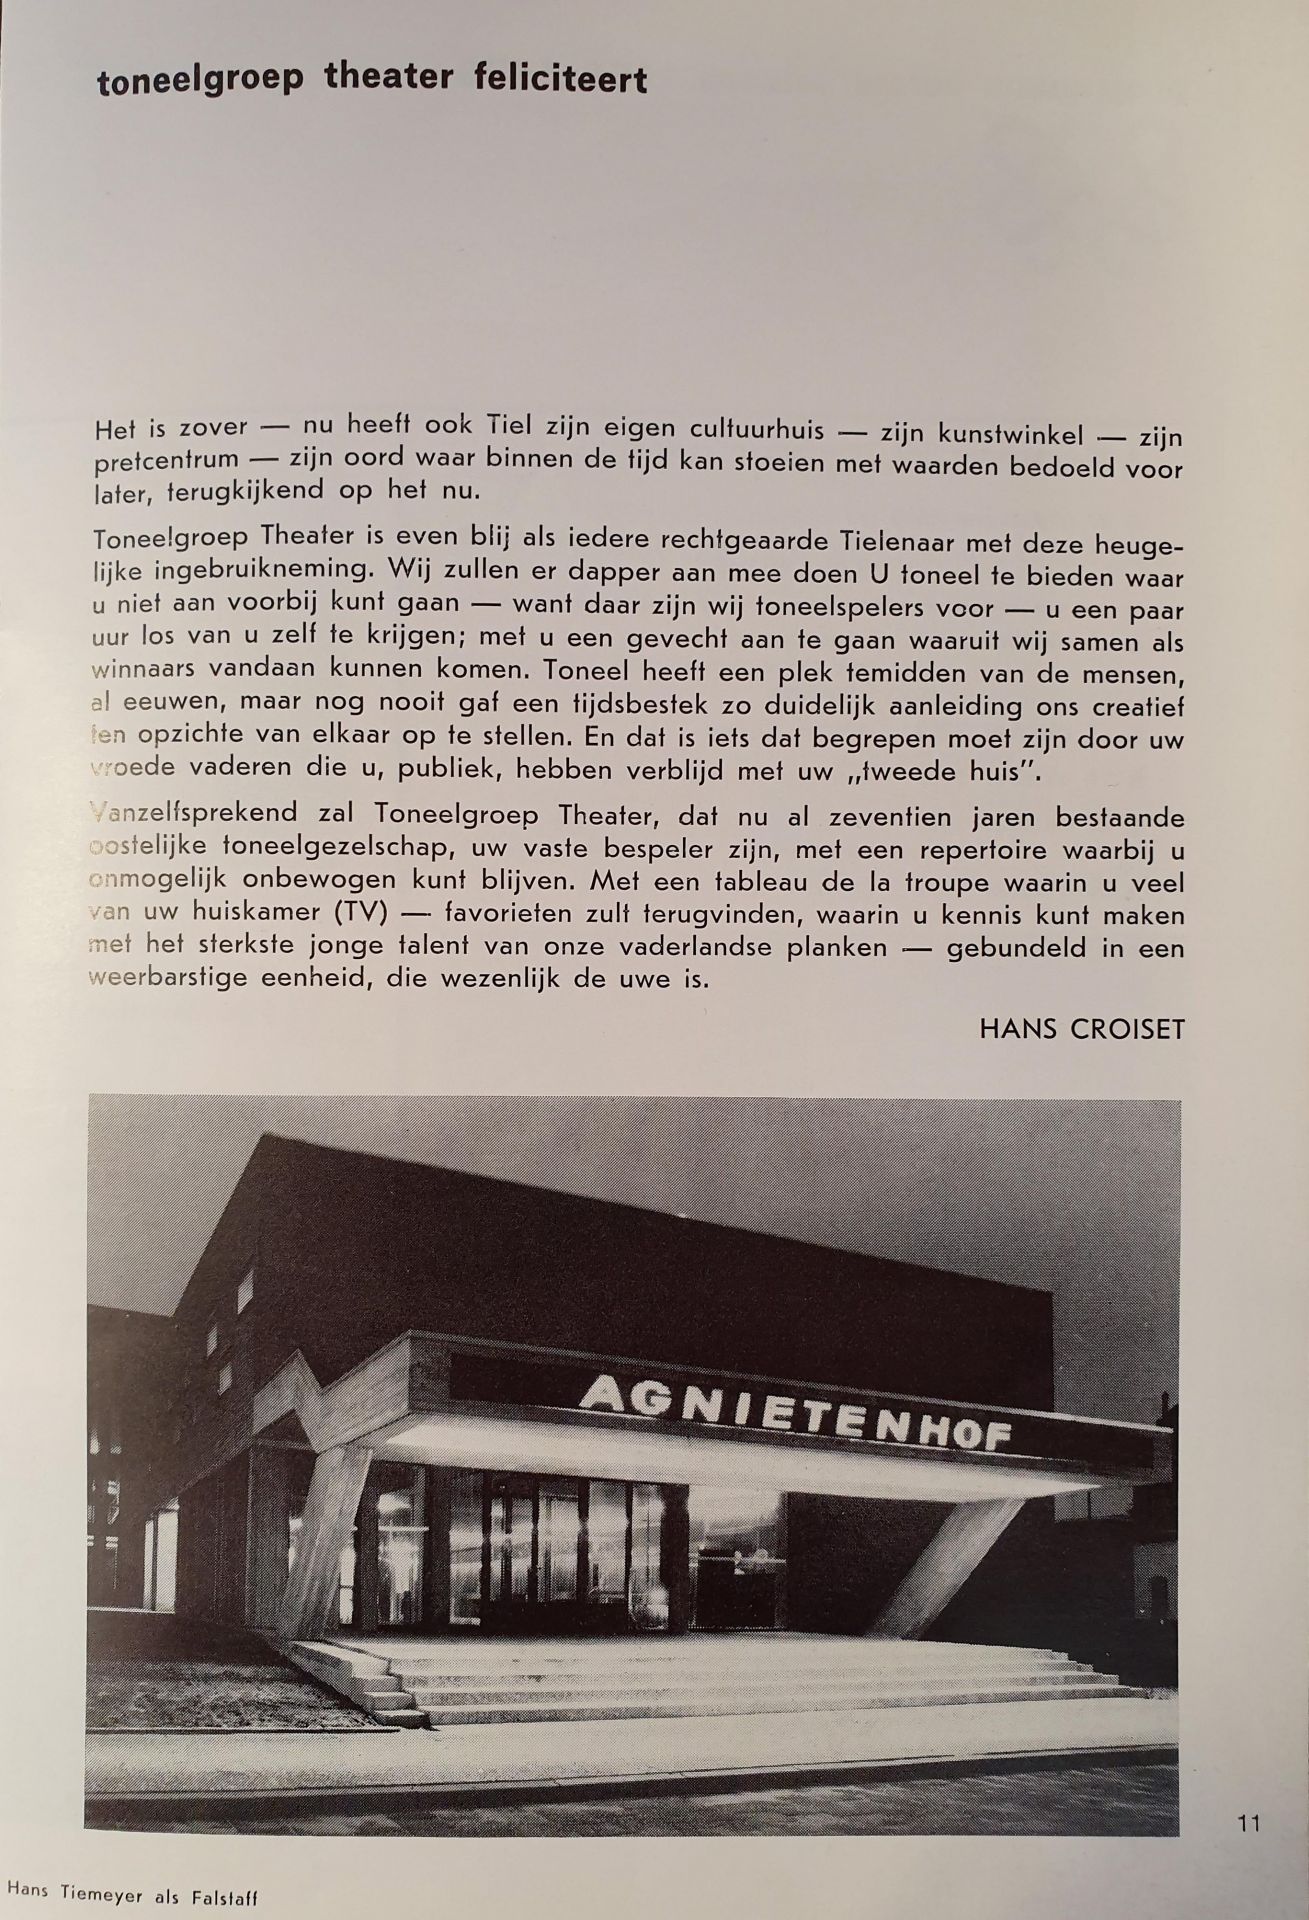 toneelgroep theater feliciteert
Het is zover — nu heeft ook Tiel zijn eigen cultuurhuis — zijn kunstwinkel — zijn
pretcentrum — zijn oord waar binnen de tijd kan stoeien met waarden bedoeld voor
later, terugkijkend op het nu.
Toneelgroep Theater is even blij als iedere rechtgeaarde Tielenaar met deze heuge-
lijke ingebruikneming. Wij zullen er dapper aan mee doen U toneel te bieden waar
u niet aan voorbij kunt gaan — want daar zijn wij toneelspelers voor — u een paar
uur los van u zelf te krijgen; met u een gevecht aan te gaan waaruit wij samen als
winnaars vandaan kunnen komen. Toneel heeft een plek temidden van de mensen,
al eeuwen, maar nog nooit gaf een tijdsbestek zo duidelijk aanleiding ons creatief
ten opzichte van elkaar op te stellen. En dat is iets dat begrepen moet zijn door uw
vroede vaderen die u, publiek, hebben verblijd met uw „tweede huis".
Vanzelfsprekend zal Toneelgroep Theater, dat nu al zeventien jaren bestaande
oostelijke toneelgezelschap, uw vaste bespeler zijn, met een repertoire waarbij u
onmogelijk onbewogen kunt blijven. Met een tableau de la troupe waarin u veel
van uw huiskamer (TV) — favorieten zult terugvinden, waarin u kennis kunt maken
met het sterkste jonge talent van onze vaderlandse planken — gebundeld in een
weerbarstige eenheid, die wezenlijk de uwe is.
HANS CROISET
AGNIETENHOF
11
Hans Tiemeyer als Falstaff